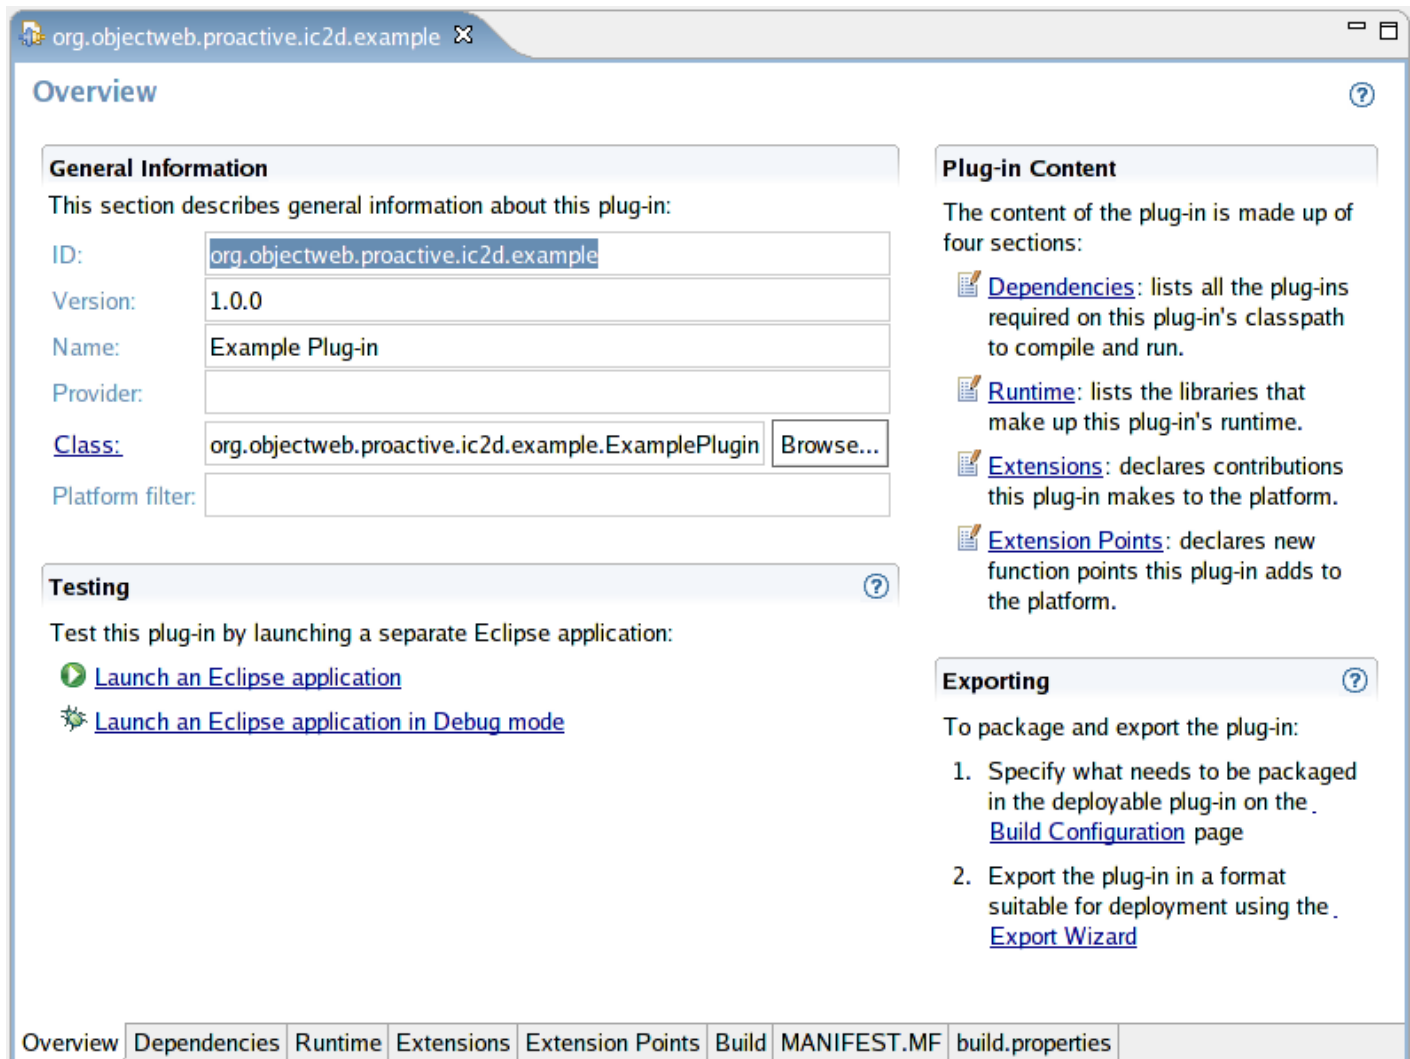 org.objectweb.proactive.ic2d.example
Overview
General Information
This section describes general information about this plug-in:
ID: org.objectweb.proactive.ic2d.example
Version: 1.0.0
Name: Example Plug-in
Provider:
Class: org.objectweb.proactive.ic2d.example.ExamplePlugin Browse...
Platform filter:
Testing
Test this plug-in by launching a separate Eclipse application:
Launch an Eclipse application
Launch an Eclipse application in Debug mode
Plug-in Content
The content of the plug-in is made up of
four sections:
Dependencies: lists all the plug-ins
required on this plug-in's classpath
to compile and run.
Runtime: lists the libraries that
make up this plug-in's runtime.
Extensions: declares contributions
this plug-in makes to the platform.
Extension Points: declares new
function points this plug-in adds to
the platform.
Exporting
To package and export the plug-in:
1. Specify what needs to be packaged
in the deployable plug-in on the
Build Configuration page
2. Export the plug-in in a format
suitable for deployment using the
Export Wizard
Overview Dependencies Runtime Extensions Extension Points Build MANIFEST.MF build.properties